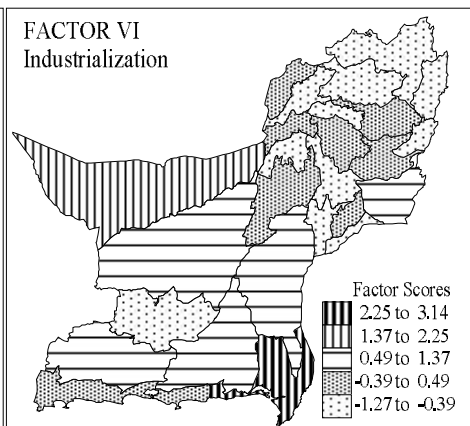 FACTOR VI
Industrialization
Factor Scores
2.25 to 3.14
1.37 to 2.25
0.49 to 1.37
-0.39 to 0.49
-1.27 to -0.39